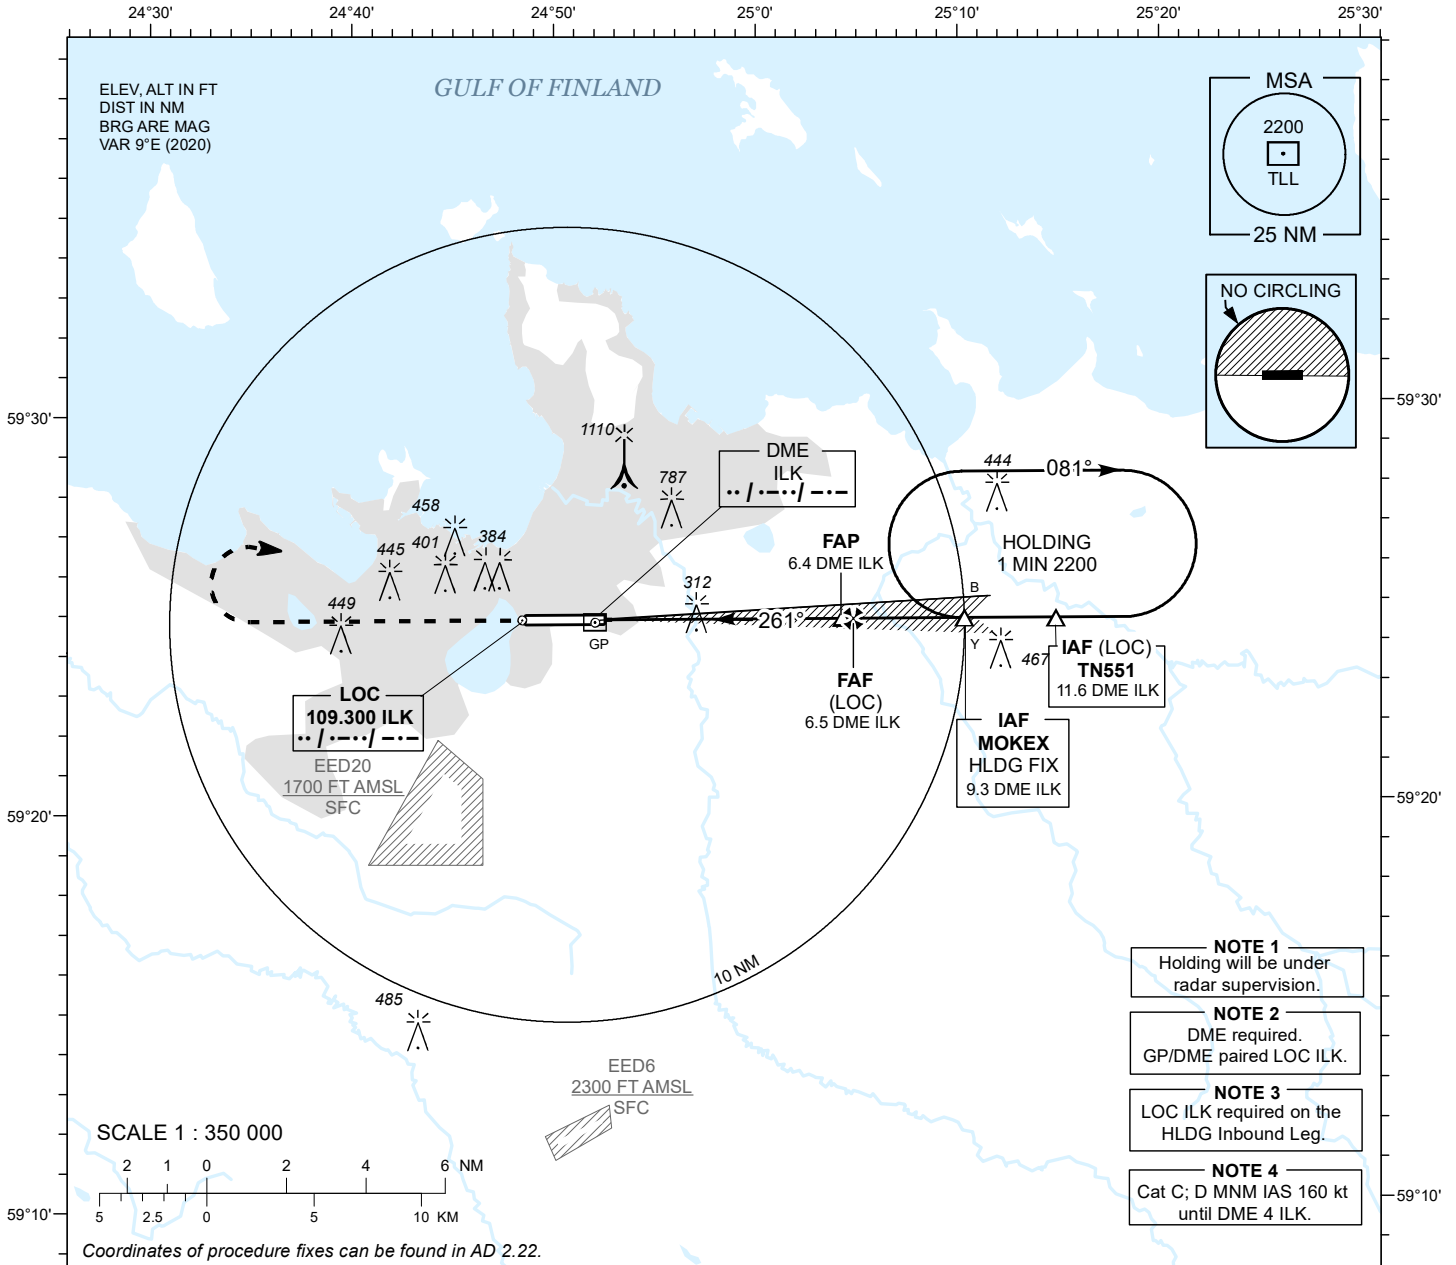 24°30'
24°40'
24°50'
25°0'
25°10'
25°20'
25°30'
ELEV, ALT IN FT
DIST IN NM
BRG ARE MAG
VAR 9°E (2020)
GULF OF FINLAND
MSA
2200
TLL
25 NM
NO CIRCLING
59°30'
59°30'
1110
787
DME
ILK
444
081°
HOLDING
1 MIN 2200
458
445
401
384
449
312
FAP
6.4 DME ILK
B
261°
GP
Y
467
IAF (LOC)
TN551
11.6 DME ILK
FAF
(LOC)
6.5 DME ILK
LOC
109.300 ILK
IAF
MOKEX
HLDG FIX
9.3 DME ILK
EED20
1700 FT AMSL
SFC
59°20'
59°20'
10 NM
485
EED6
2300 FT AMSL
SFC
NOTE 1
Holding will be under
radar supervision.
NOTE 2
DME required.
GP/DME paired LOC ILK.
NOTE 3
LOC ILK required on the
HLDG Inbound Leg.
NOTE 4
Cat C; D MNM IAS 160 kt
until DME 4 ILK.
SCALE 1 : 350 000
2 1 0 2 4 6 NM
5 2.5 0 5 10 KM
59°10'
59°10'
Coordinates of procedure fixes can be found in AD 2.22.